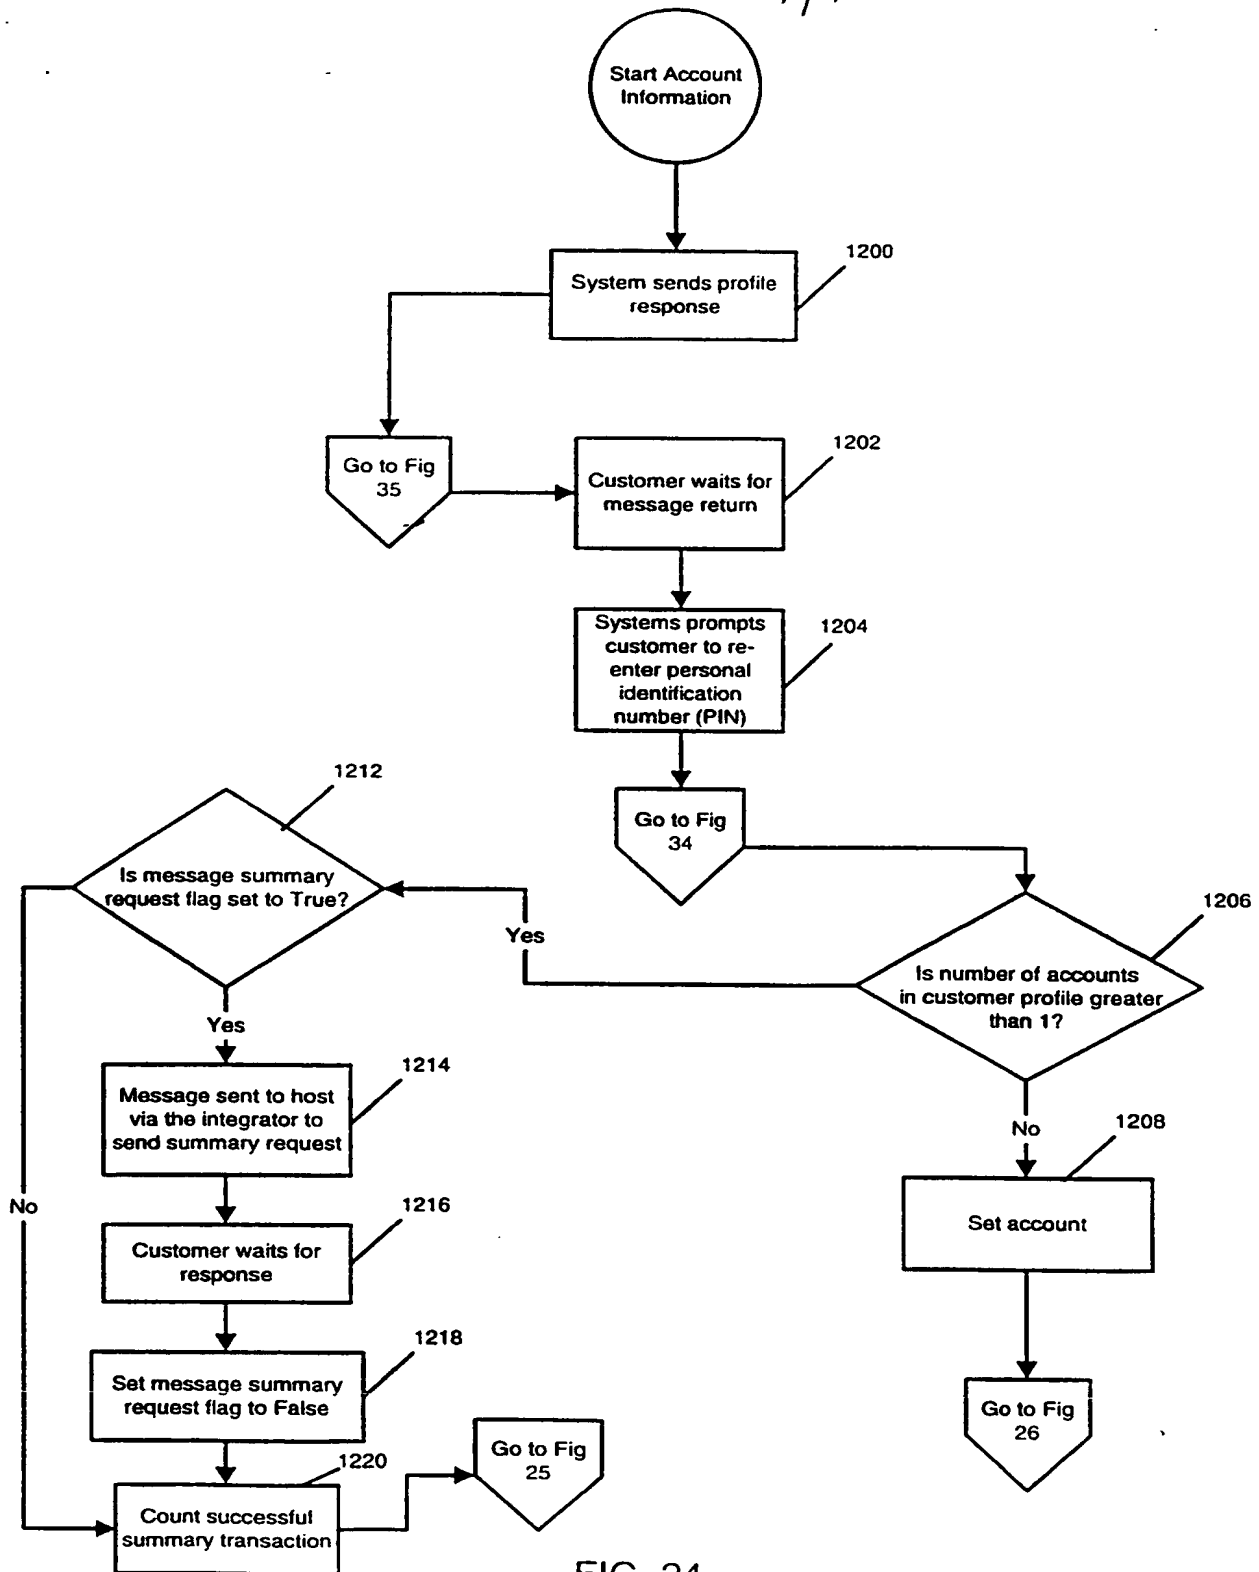 Start Account
Information
1200
System sends profile
response
Go to Fig
35
1202
Customer waits for
message return
1204
Systems prompts
customer to re-
enter personal
identification
number (PIN)
Go to Fig
34
1212
Is message summary
request flag set to True?
Yes
1206
Is number of accounts
in customer profile greater
than 1?
Yes
1214
Message sent to host
via the integrator to
send summary request
No
1208
Set account
No
1216
Customer waits for
response
1218
Set message summary
request flag to False
Go to Fig
26
1220
Count successful
summary transaction
Go to Fig
25